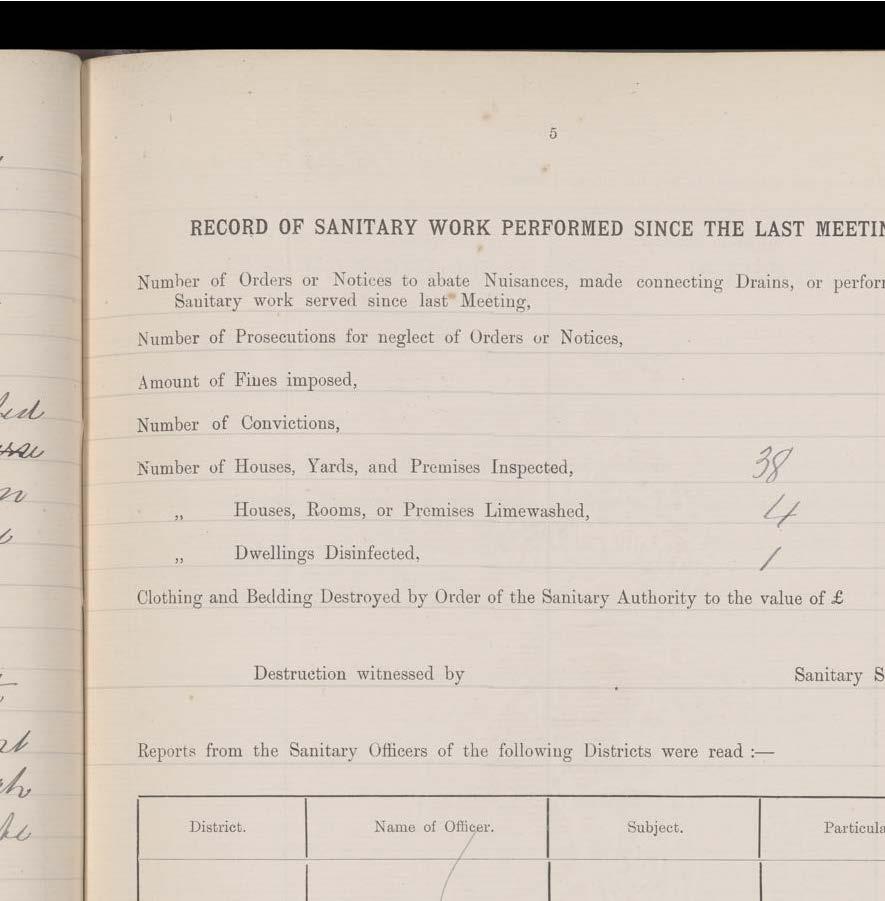 5
RECORD OF SANITARY WORK PERFORMED SINCE THE LAST
Number of Orders or Notices to abate Nuisances, made connecting Drains, or
Sanitary work served since last Meeting,
Number of Prosecutions for neglect of Orders or Notices,
Amount of Fines imposed,
Number of Convictions,
Number of Houses, Yards, and Premises Inspected, 38
„ Houses, Rooms, or Premises Limewashed, 4
„ Dwellings Disinfected, 1
Clothing and Bedding Destroyed by Order of the Sanitary Authority to the value of £
Destruction witnessed by Sanitary S
Reports from the Sanitary Officers of the following Districts were read :—
District. Name of Officer. Subject.